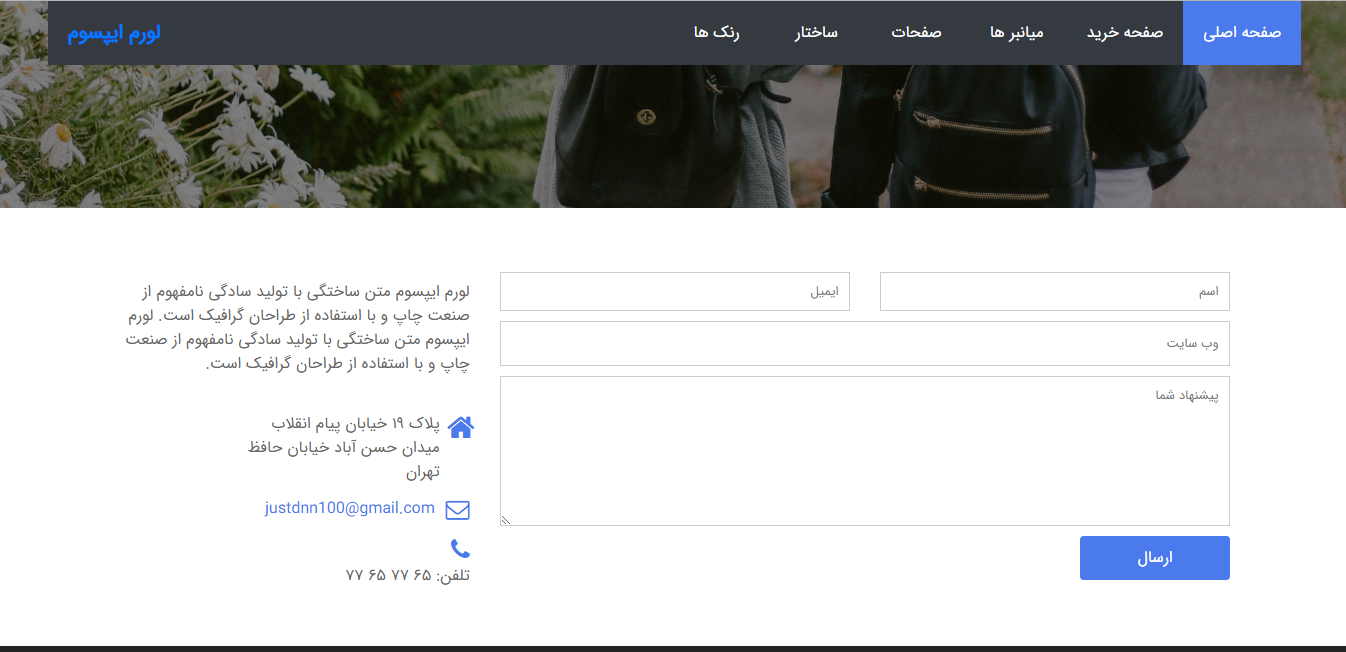 صفحه اصلی
صفحه خرید
میانبر ها
صفحات
ساختار
رنک ها
لورم ایپسوم
اسم
ایمیل
وب سایت
پیشنهاد شما
ارسال
لورم ایپسوم متن ساختگی با تولید سادگی نامفهوم از
صنعت چاپ و با استفاده از طراحان گرافیک است. لورم
ایپسوم متن ساختگی با تولید سادگی نامفهوم از صنعت
چاپ و با استفاده از طراحان گرافیک است.
پلاک ۱۹ خیابان پیام انقلاب
میدان حسن آباد خیابان حافظ
تهران
justdnn100@gmail.com
تلفن: ۶۵ ۷۷ ۶۵ ۷۷